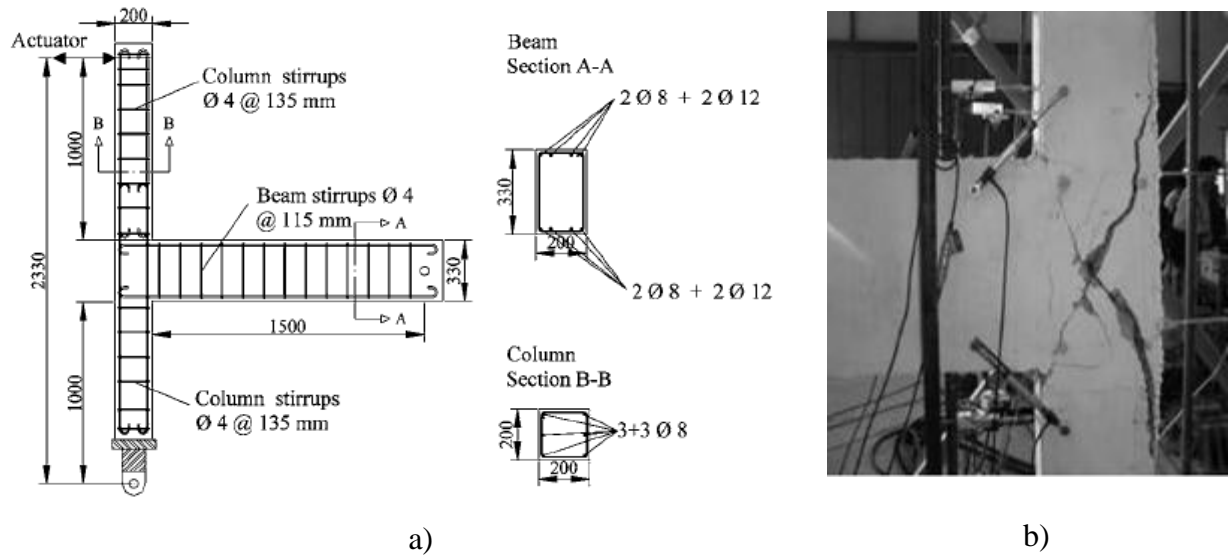 200
Actuator
Column stirrups
Ø 4 @ 135 mm
B
B
1000
Beam stirrups Ø 4
@ 115 mm
A
2330
330
1500
A
1000
Column stirrups
Ø 4 @ 135 mm
Beam
Section A-A
2 Ø 8 + 2 Ø 12
330
200
2 Ø 8 + 2 Ø 12
Column
Section B-B
200
3+3 Ø 8
200
a)
b)